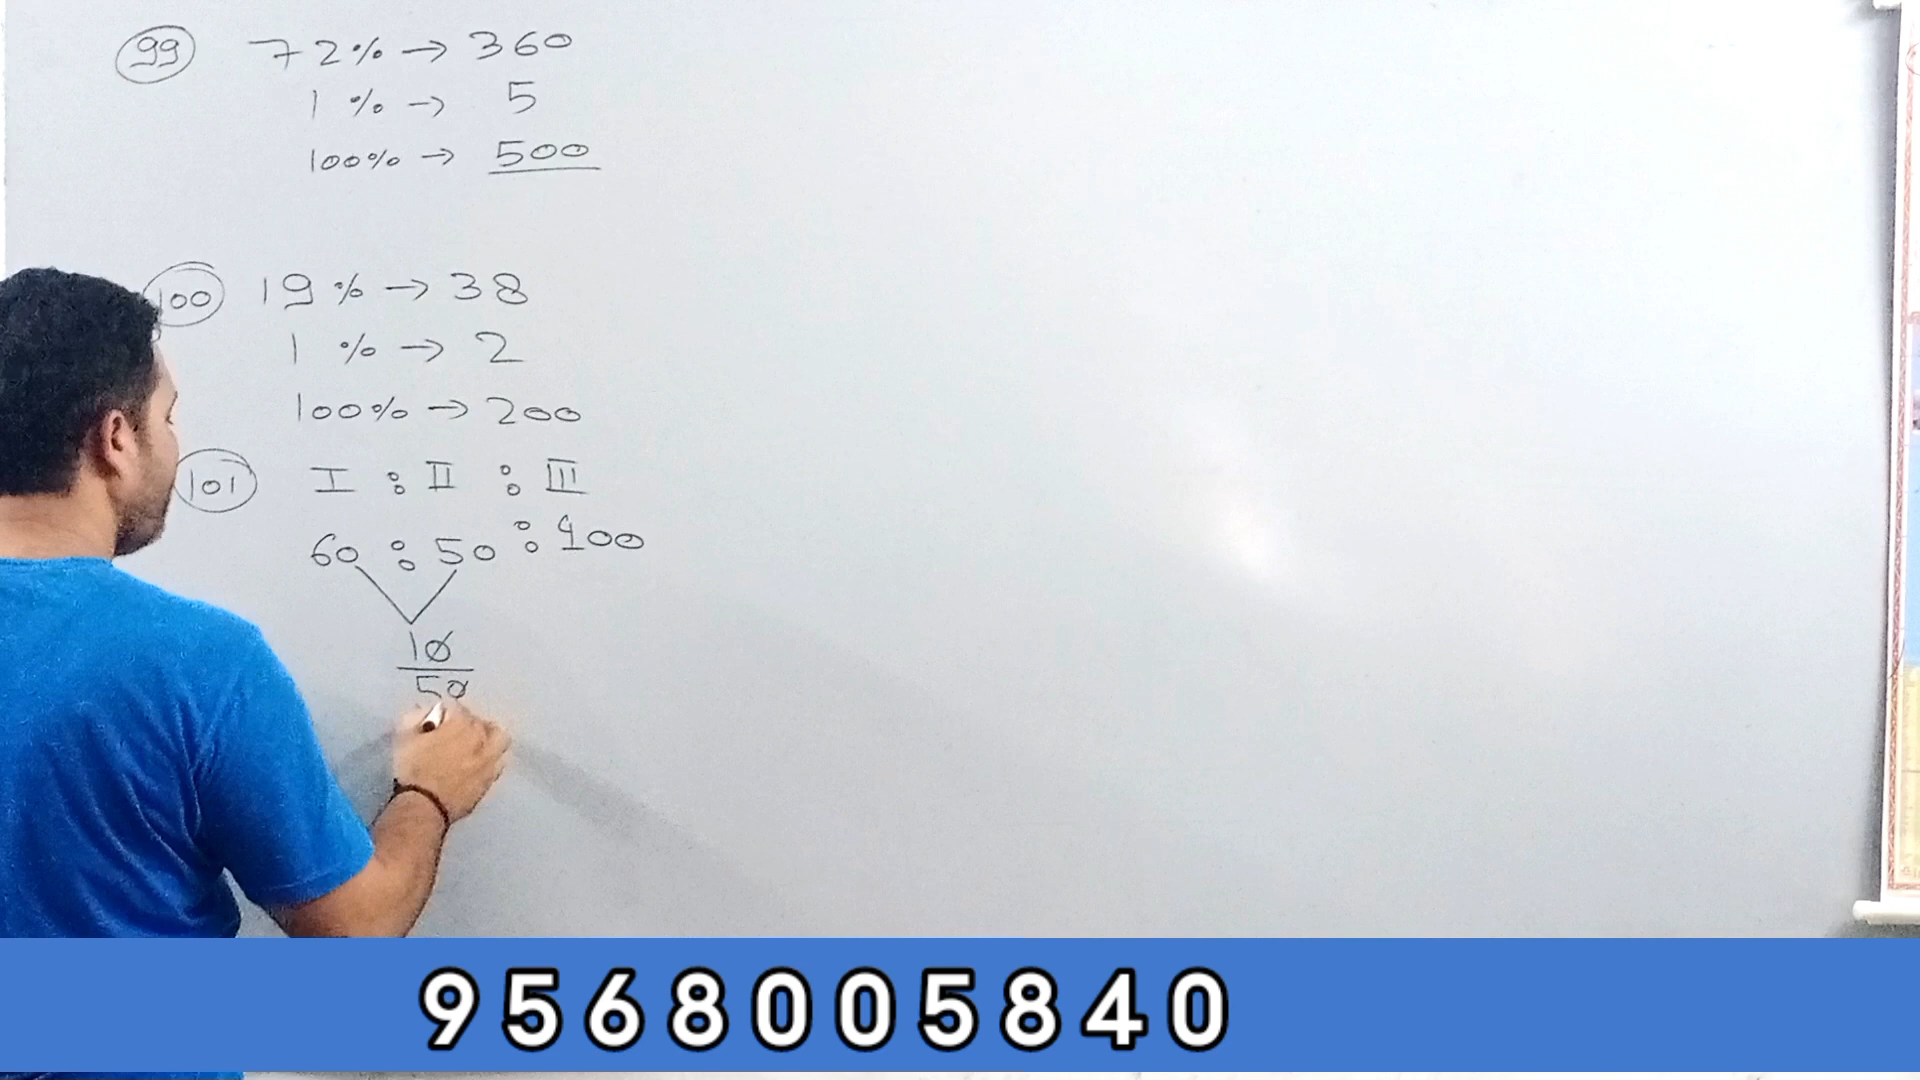 99 72% → 360
1 % → 5
100% → 500
100 19% → 38
1 % → 2
100% → 200
101 I : II : III
60 : 50 : 100
10
50
9568005840